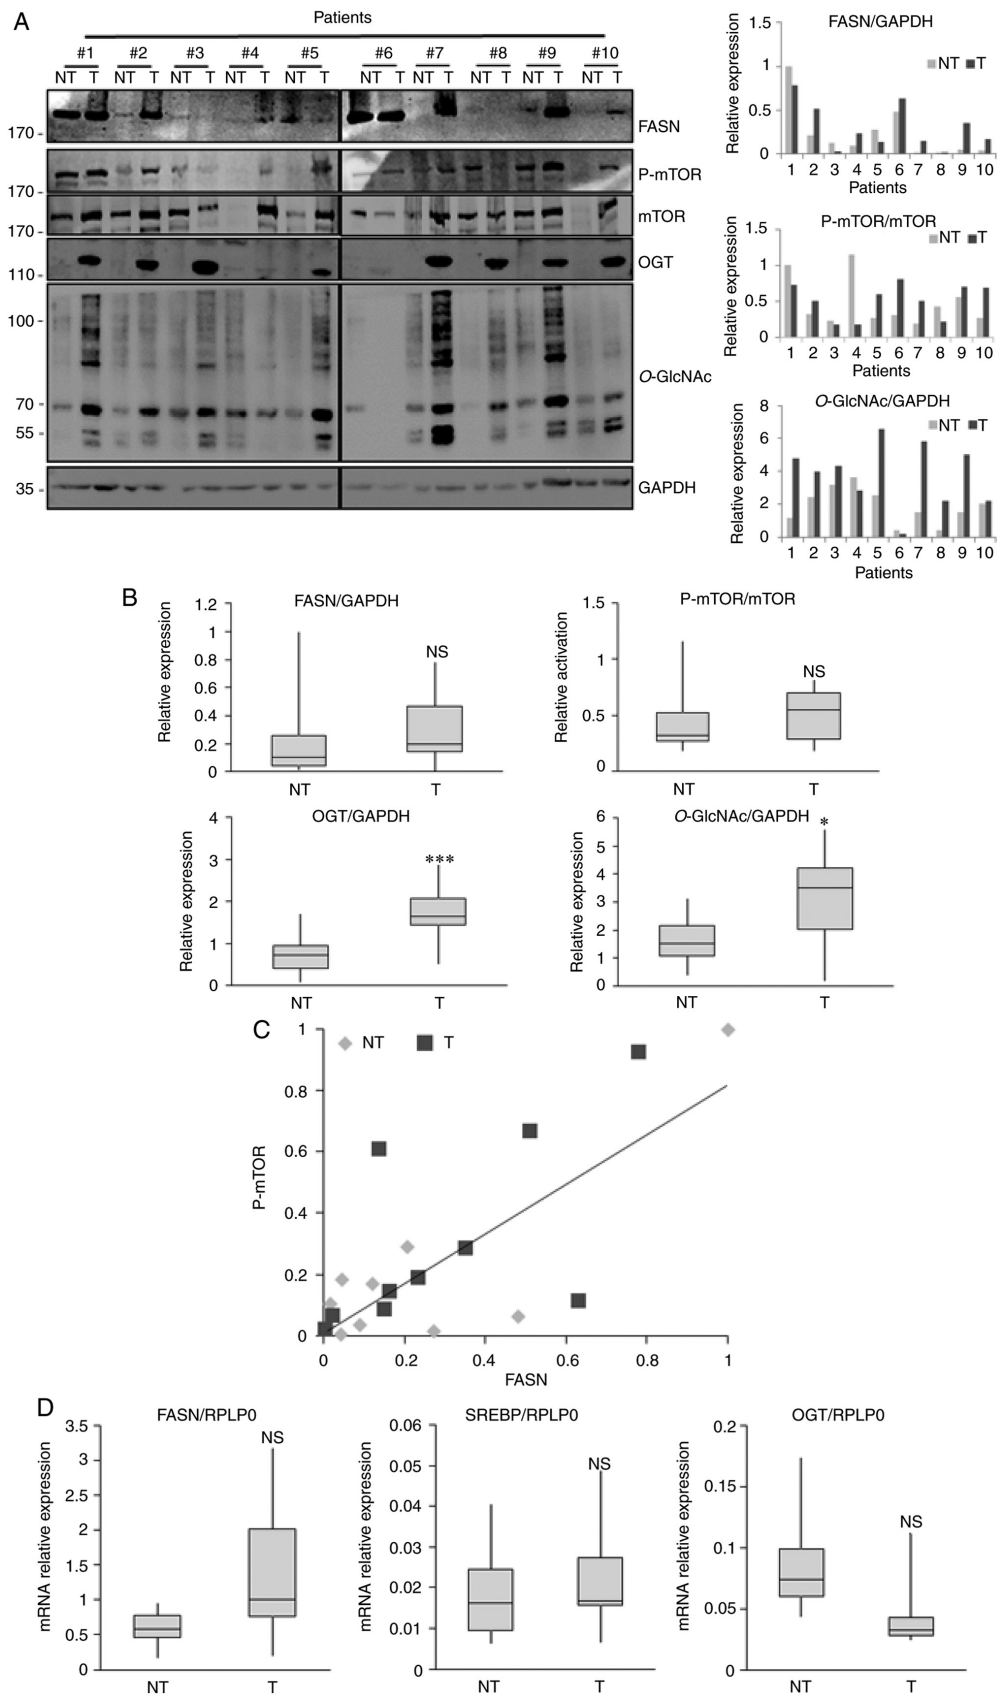 A
Patients
#1 #2 #3 #4 #5 #6 #7 #8 #9 #10
NT T NT T NT T NT T NT T NT T NT T NT T NT T NT T
170 -
FASN
170 -
P-mTOR
170 -
mTOR
110 -
OGT
100 -
70 -
55 -
O-GlcNAc
35 -
GAPDH
FASN/GAPDH
NT T
Relative expression
1.5
1
0.5
0
1 2 3 4 5 6 7 8 9 10
Patients
P-mTOR/mTOR
NT T
Relative expression
1.5
1
0.5
0
1 2 3 4 5 6 7 8 9 10
Patients
O-GlcNAc/GAPDH
NT T
Relative expression
8
6
4
2
0
1 2 3 4 5 6 7 8 9 10
Patients
B
FASN/GAPDH
Relative expression
1.2
1
0.8
0.6
0.4
0.2
0
NS
NT T
P-mTOR/mTOR
Relative activation
1.5
1
0.5
0
NS
NT T
OGT/GAPDH
Relative expression
4
3
2
1
0
***
NT T
O-GlcNAc/GAPDH
Relative expression
6
5
4
3
2
1
0
*
NT T
C
NT T
P-mTOR
1
0.8
0.6
0.4
0.2
0
0 0.2 0.4 0.6 0.8 1
FASN
D
FASN/RPLP0
mRNA relative expression
3.5
3
2.5
2
1.5
1
0.5
0
NS
NT T
SREBP/RPLP0
mRNA relative expression
0.06
0.05
0.04
0.03
0.02
0.01
0
NS
NT T
OGT/RPLP0
mRNA relative expression
0.2
0.15
0.1
0.05
0
NS
NT T